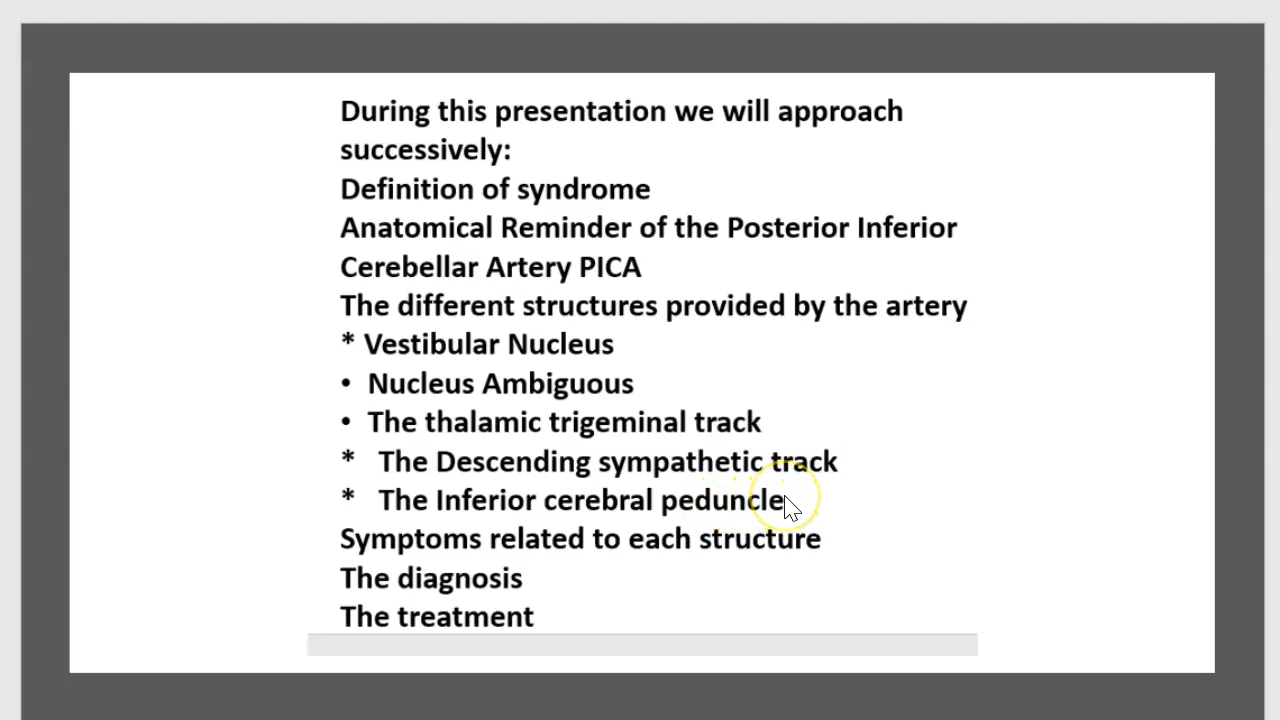 During this presentation we will approach
successively:
Definition of syndrome
Anatomical Reminder of the Posterior Inferior
Cerebellar Artery PICA
The different structures provided by the artery
* Vestibular Nucleus
• Nucleus Ambiguous
• The thalamic trigeminal track
* The Descending sympathetic track
* The Inferior cerebral peduncle
Symptoms related to each structure
The diagnosis
The treatment